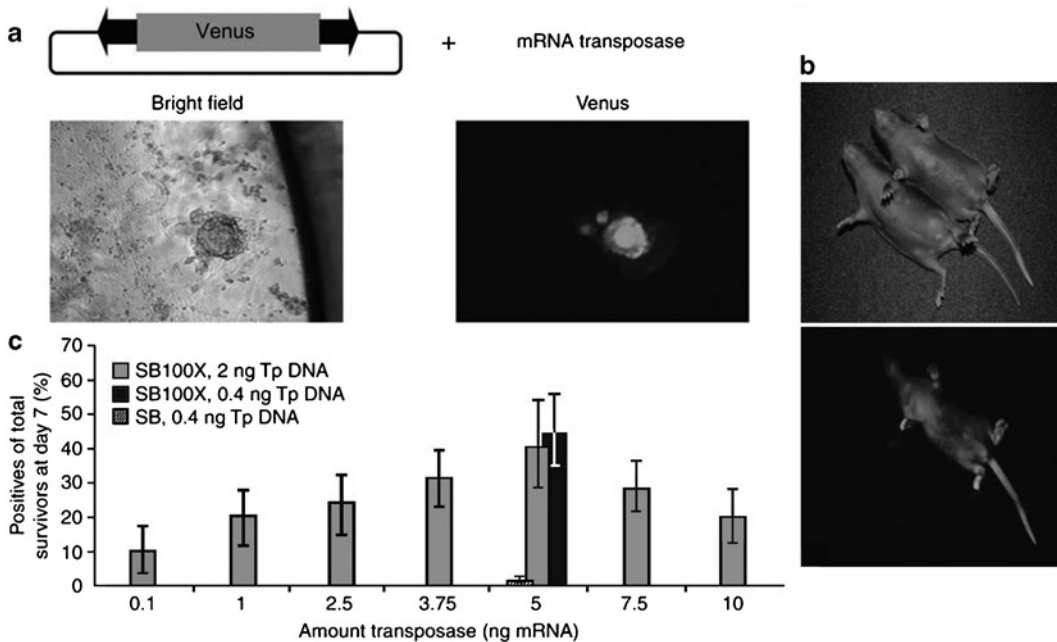 a
Venus
+
mRNA transposase
b
Bright field
Venus
c
Positives of total
survivors at day 7 (%)
70
60
50
40
30
20
10
0
SB100X, 2 ng Tp DNA
SB100X, 0.4 ng Tp DNA
SB, 0.4 ng Tp DNA
0.1
1
2.5
3.75
5
7.5
10
Amount transposase (ng mRNA)